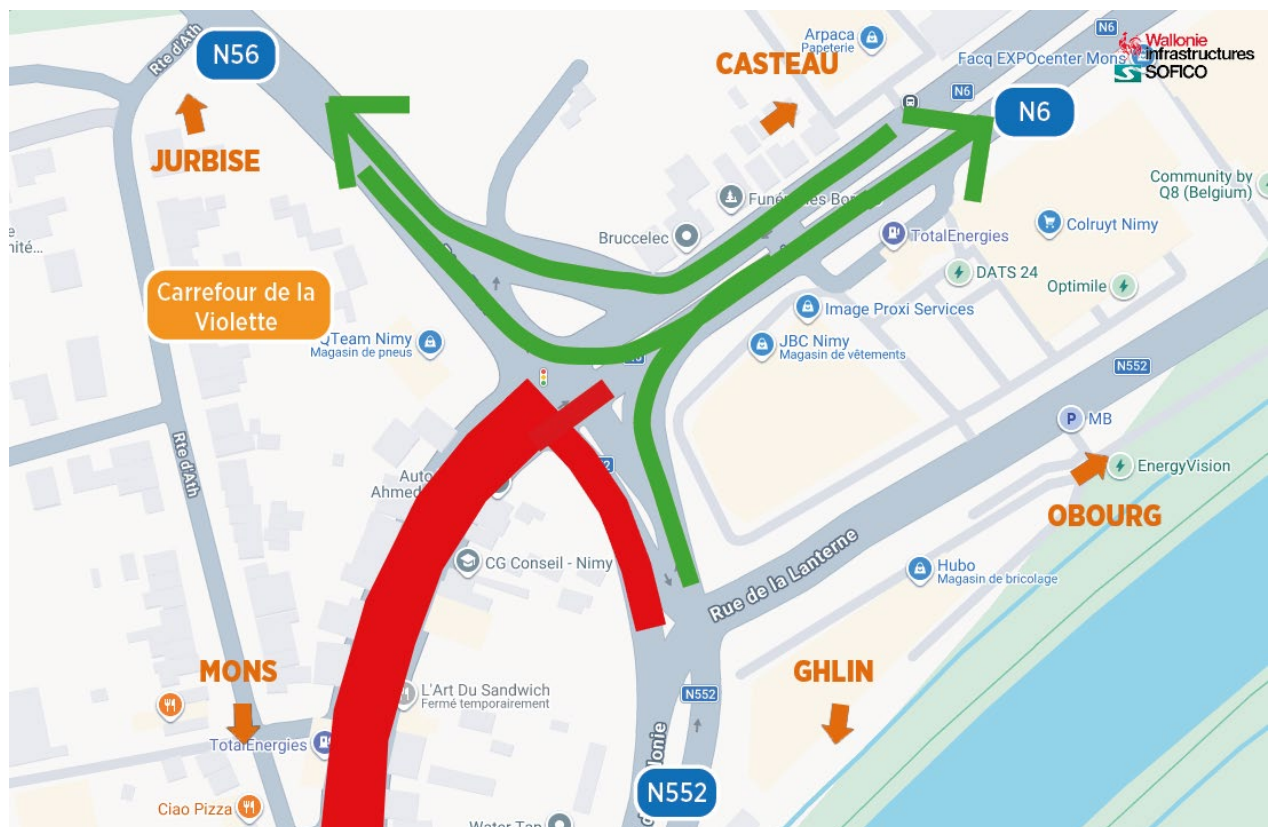 Rte d'Ath
N56
JURBISE
CASTEAU
Arpaca
Papeterie
Facq EXPOcenter Mons
N6
Wallonie
infrastructures
SOFICO
N6
N6
Community by
Q8 (Belgium)
Bruccelec
TotalEnergies
Colruyt Nimy
DATS 24
Optimile
Carrefour de la
Violette
QTeam Nimy
Magasin de pneus
Image Proxi Services
JBC Nimy
Magasin de vêtements
N552
MB
EnergyVision
OBOURG
Rte d'Ath
CG Conseil - Nimy
Rue de la Lanterne
Hubo
Magasin de bricolage
MONS
GHLIN
L'Art Du Sandwich
Fermé temporairement
N552
TotalEnergies
Ciao Pizza
N552